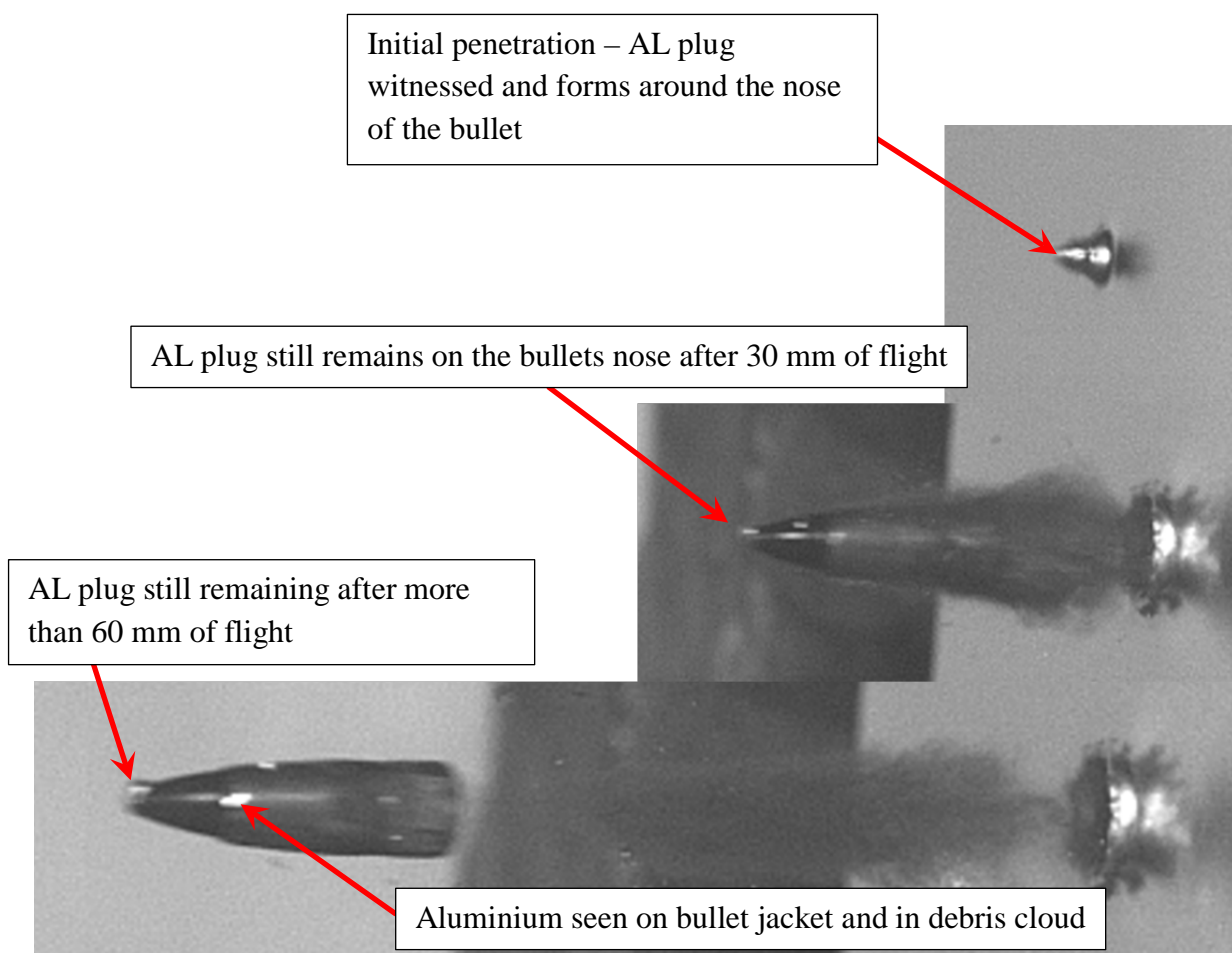 Initial penetration – AL plug
witnessed and forms around the nose
of the bullet
AL plug still remains on the bullets nose after 30 mm of flight
AL plug still remaining after more
than 60 mm of flight
Aluminium seen on bullet jacket and in debris cloud